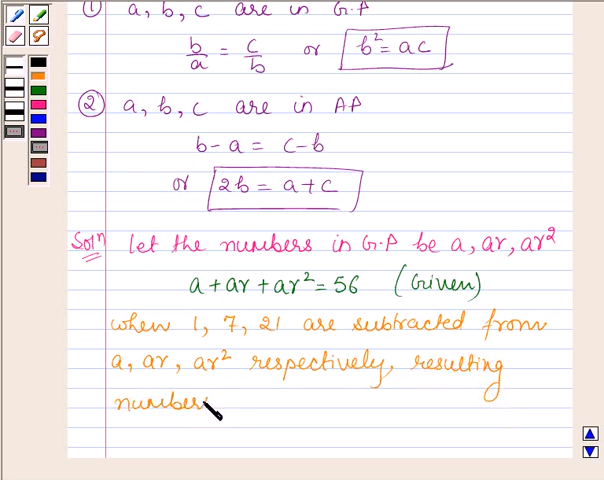 ① a, b, c are in G.P
b/a = c/b or b² = ac
② a, b, c are in AP
b - a = c - b
or 2b = a + c
Soln let the numbers in G.P be a, ar, ar²
a + ar + ar² = 56 (Given)
when 1, 7, 21 are subtracted from
a, ar, ar² respectively, resulting
numbers